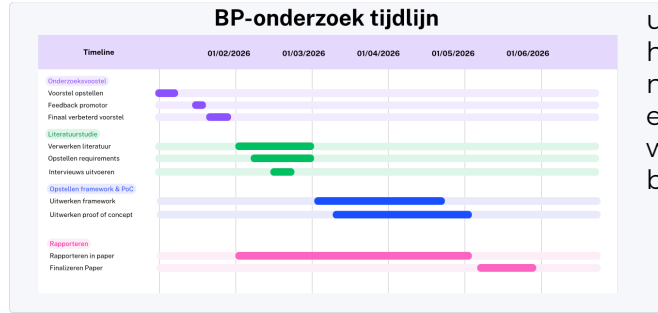 BP-onderzoek tijdlijn
Timeline 01/02/2026 01/03/2026 01/04/2026 01/05/2026 01/06/2026
Onderzoeksvoostel
Voorstel opstellen
Feedback promotor
Finaal verbeterd voorstel
Literatuurstudie
Verwerken literatuur
Opstellen requirements
Interviews uitvoeren
Opstellen framework & PoC
Uitwerken framework
Uitwerken proof of concept
Rapporteren
Rapporteren in paper
Finalizeren Paper